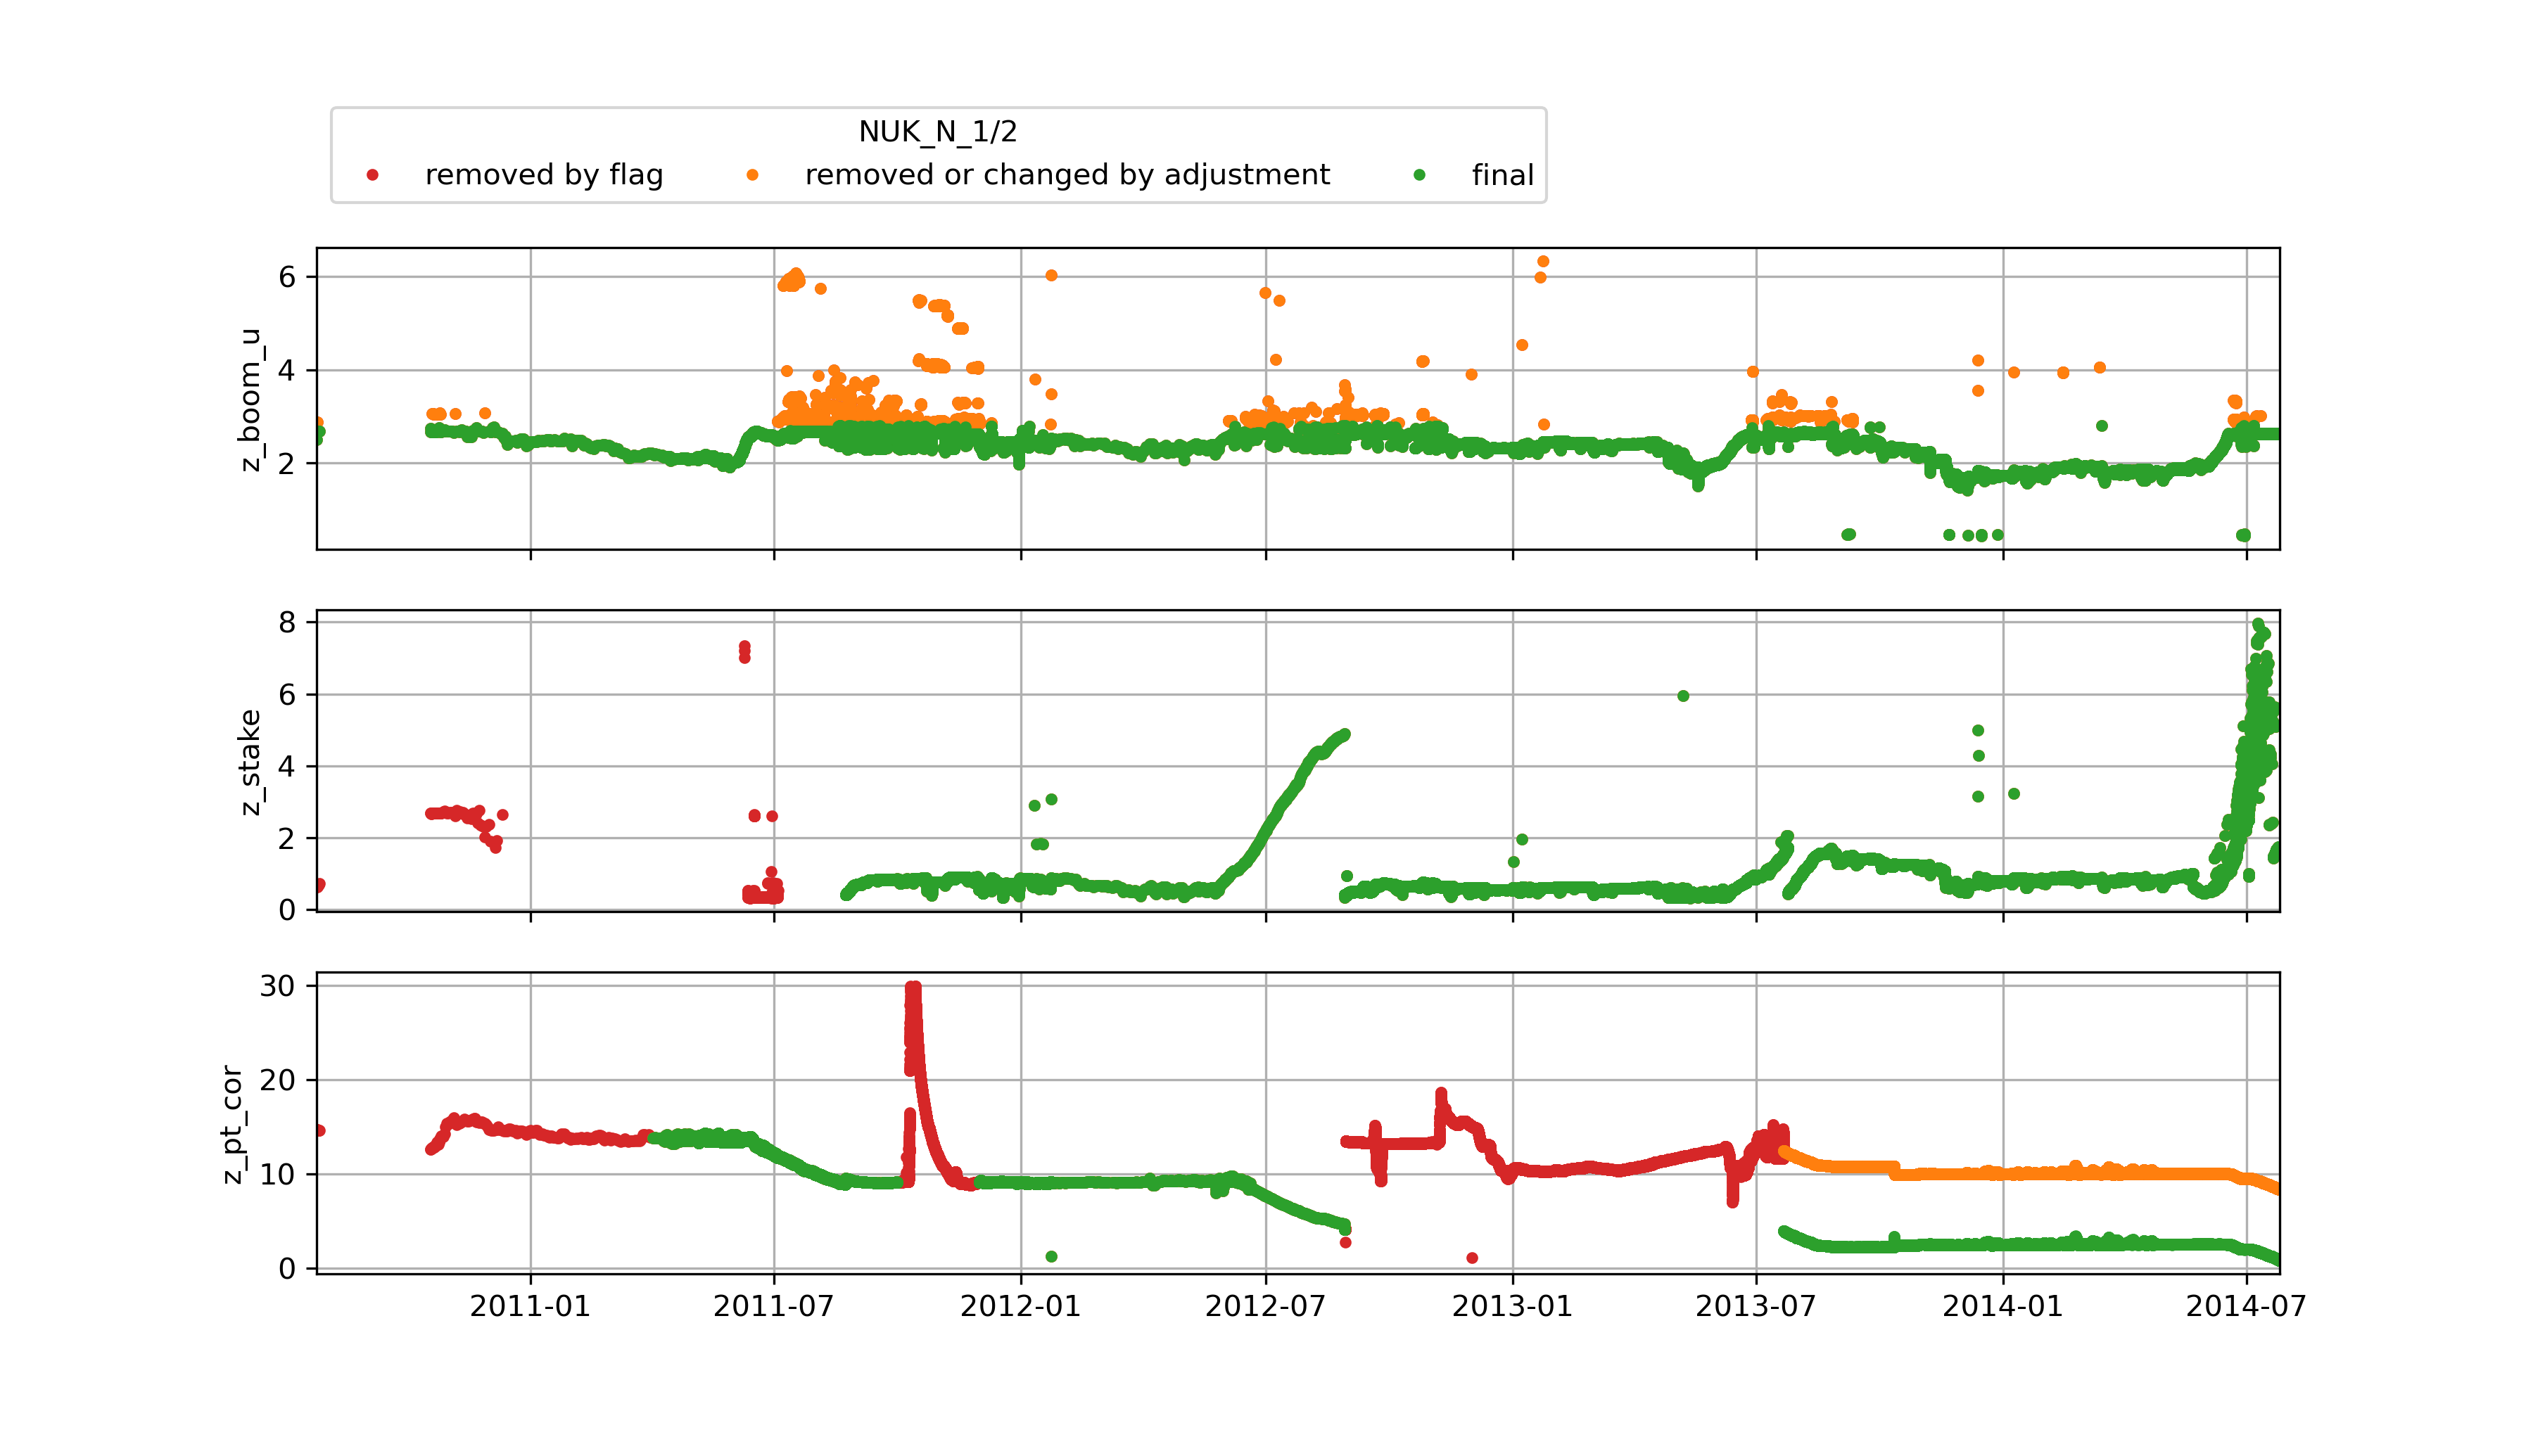 NUK_N_1/2
removed by flag
removed or changed by adjustment
final
z_boom_u
6
4
2
z_stake
8
6
4
2
0
z_pt_cor
30
20
10
0
2011-01
2011-07
2012-01
2012-07
2013-01
2013-07
2014-01
2014-07